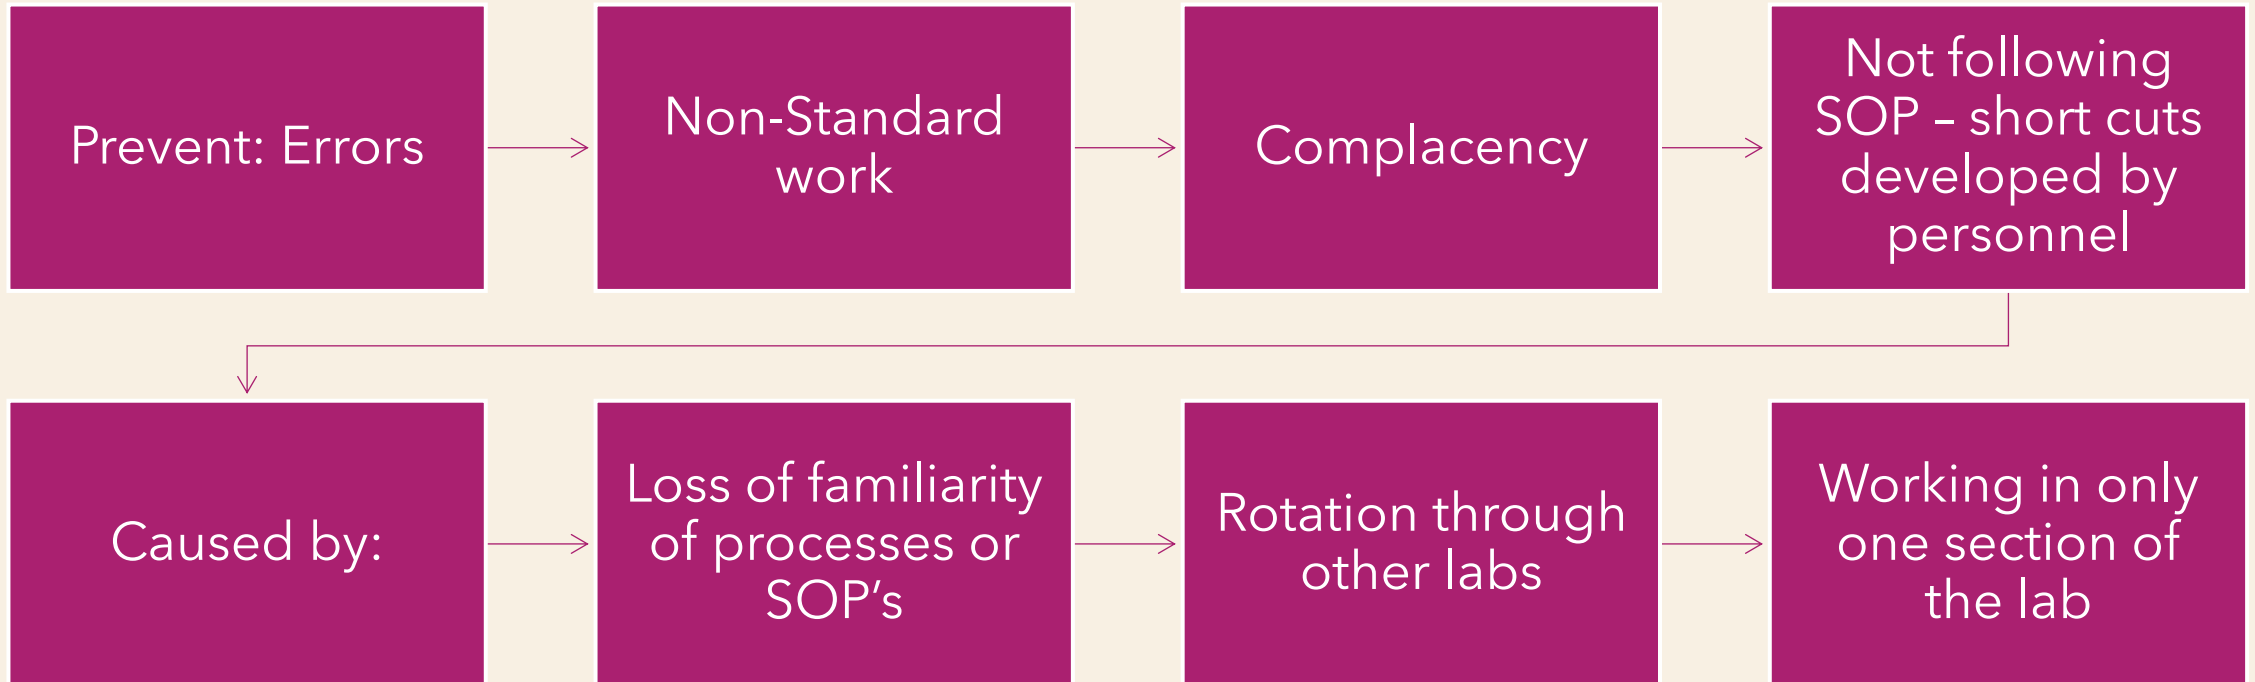 Prevent: Errors
Non-Standard
work
Complacency
Not following
SOP – short cuts
developed by
personnel
Caused by:
Loss of familiarity
of processes or
SOP’s
Rotation through
other labs
Working in only
one section of
the lab